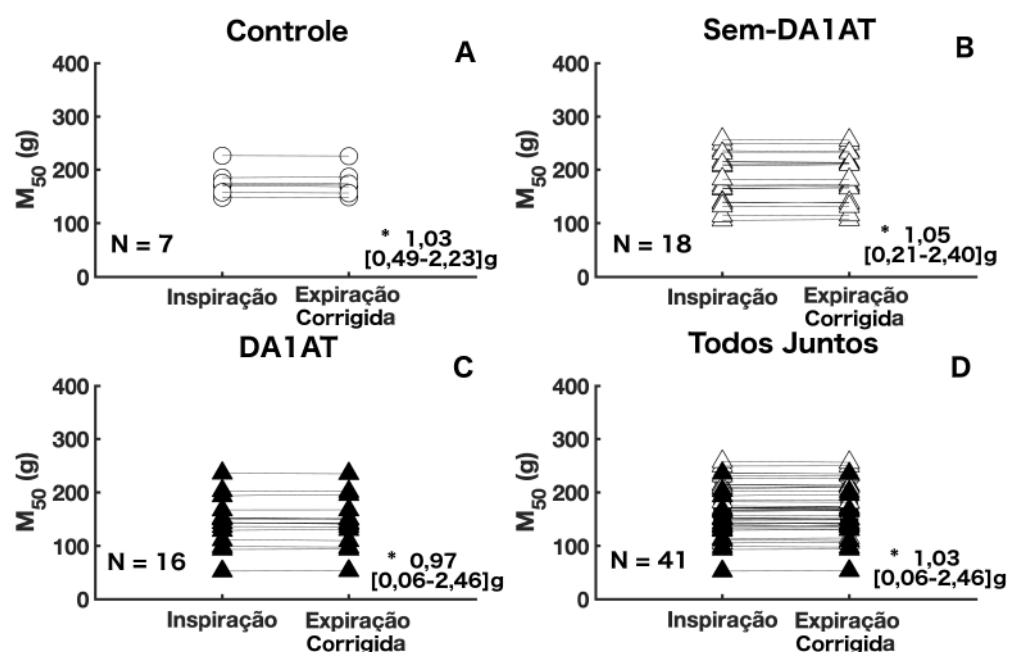 Controle
A
400
300
200
100
0
M50 (g)
N = 7
* 1,03
[0,49-2,23]g
Inspiração
Expiração
Corrigida
Sem-DA1AT
B
400
300
200
100
0
M50 (g)
N = 18
* 1,05
[0,21-2,40]g
Inspiração
Expiração
Corrigida
DA1AT
C
400
300
200
100
0
M50 (g)
N = 16
* 0,97
[0,06-2,46]g
Inspiração
Expiração
Corrigida
Todos Juntos
D
400
300
200
100
0
M50 (g)
N = 41
* 1,03
[0,06-2,46]g
Inspiração
Expiração
Corrigida